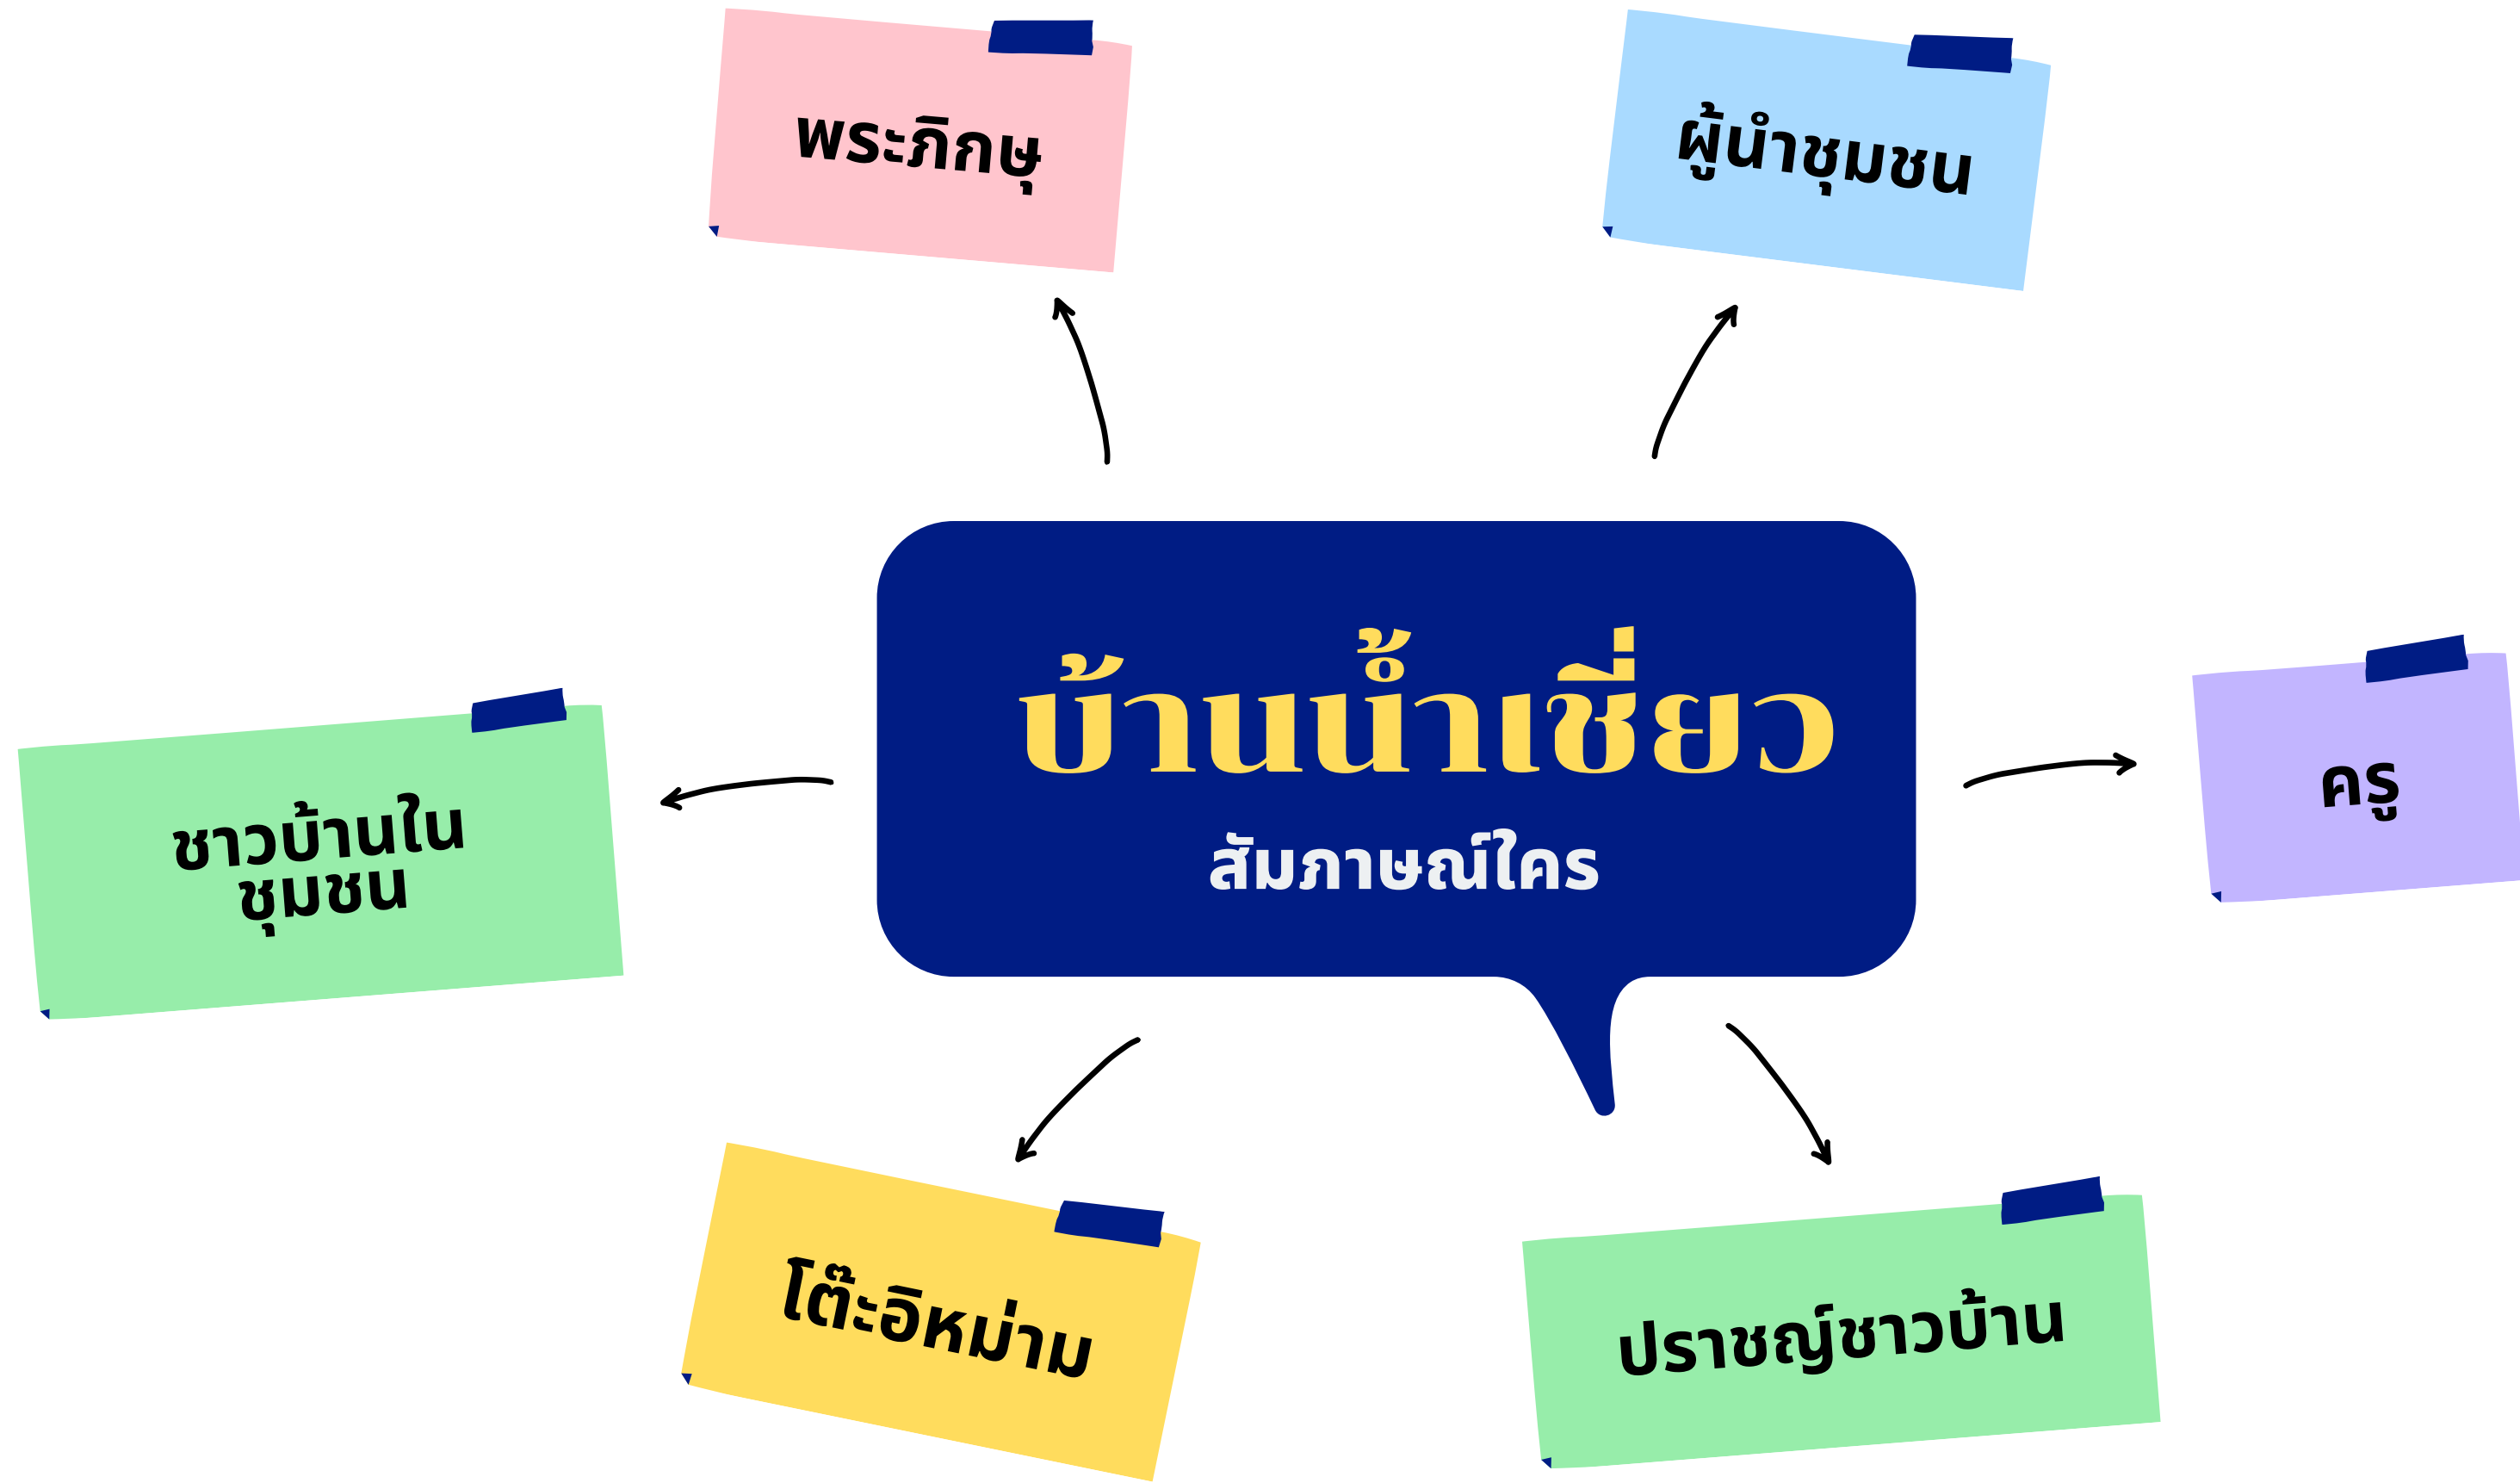 พระภิกษุ
ผู้นำชุมชน
บ้านน้ำเชี่ยว
สัมภาษณ์ใคร
ครู
ชาวบ้านใน
ชุมชน
โต๊ะอิหม่าม
ปราชญ์ชาวบ้าน